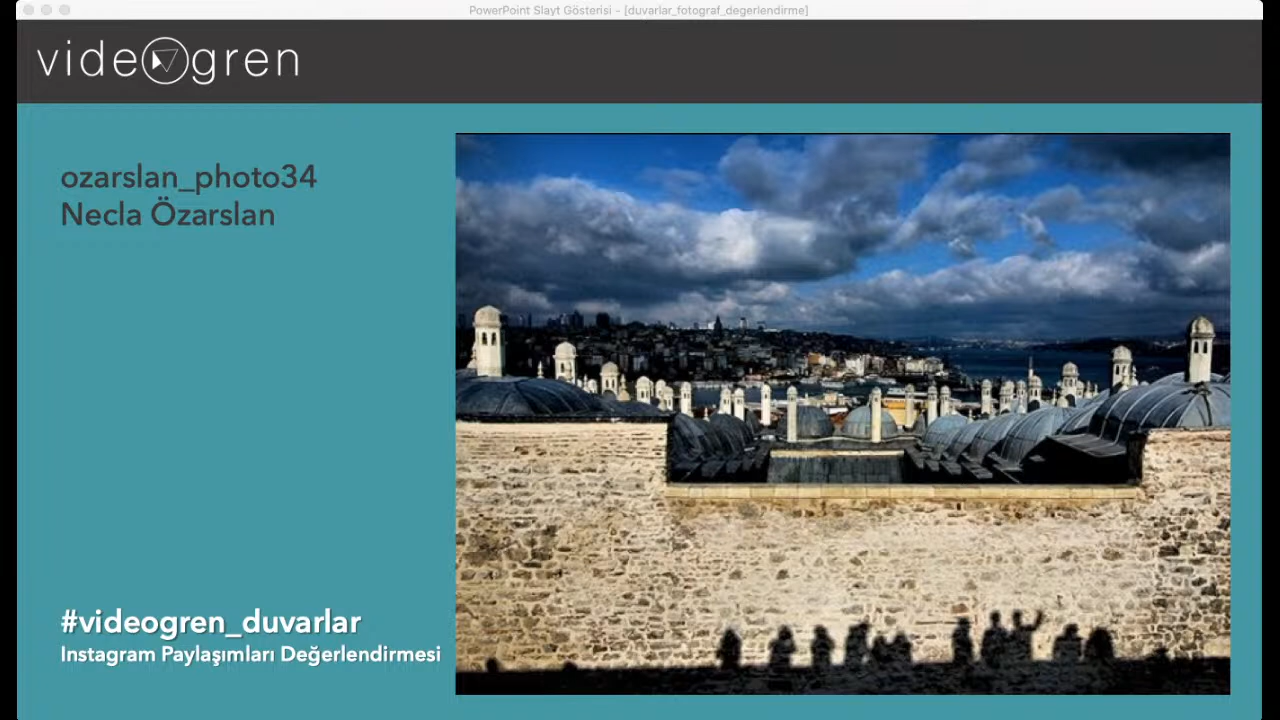 PowerPoint Slayt Gösterisi - [duvarlar_fotograf_degerlendirme]
videogren
ozarslan_photo34
Necla Özarslan
#videogren_duvarlar
Instagram Paylaşımları Değerlendirmesi